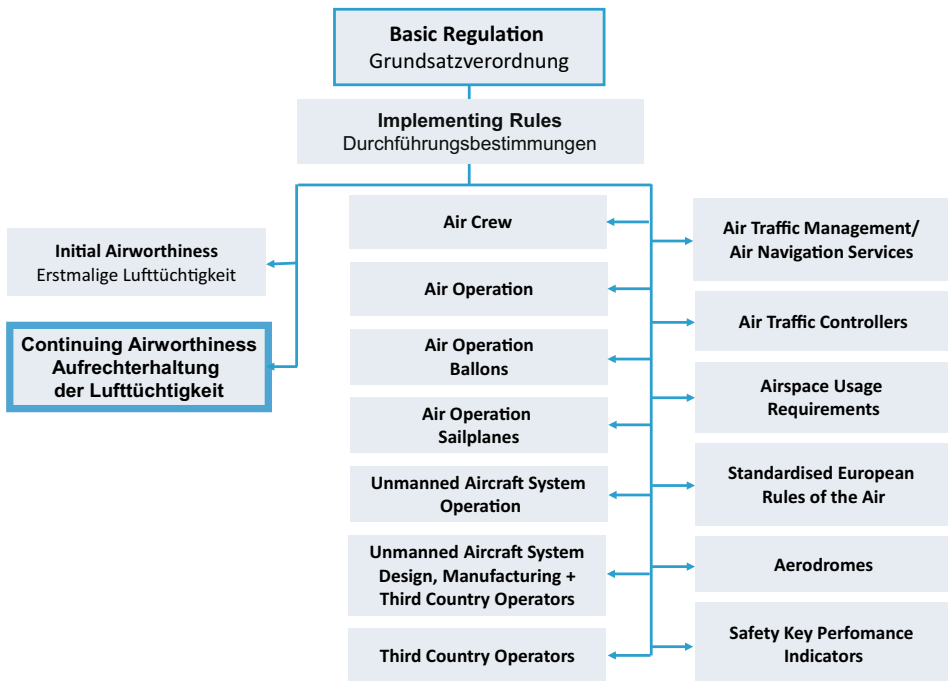 Basic Regulation
Grundsatzverordnung
Implementing Rules
Durchführungsbestimmungen
Initial Airworthiness
Erstmalige Lufttüchtigkeit
Continuing Airworthiness
Aufrechterhaltung
der Lufttüchtigkeit
Air Crew
Air Operation
Air Operation
Ballons
Air Operation
Sailplanes
Unmanned Aircraft System
Operation
Unmanned Aircraft System
Design, Manufacturing +
Third Country Operators
Third Country Operators
Air Traffic Management/
Air Navigation Services
Air Traffic Controllers
Airspace Usage
Requirements
Standardised European
Rules of the Air
Aerodromes
Safety Key Perfomance
Indicators